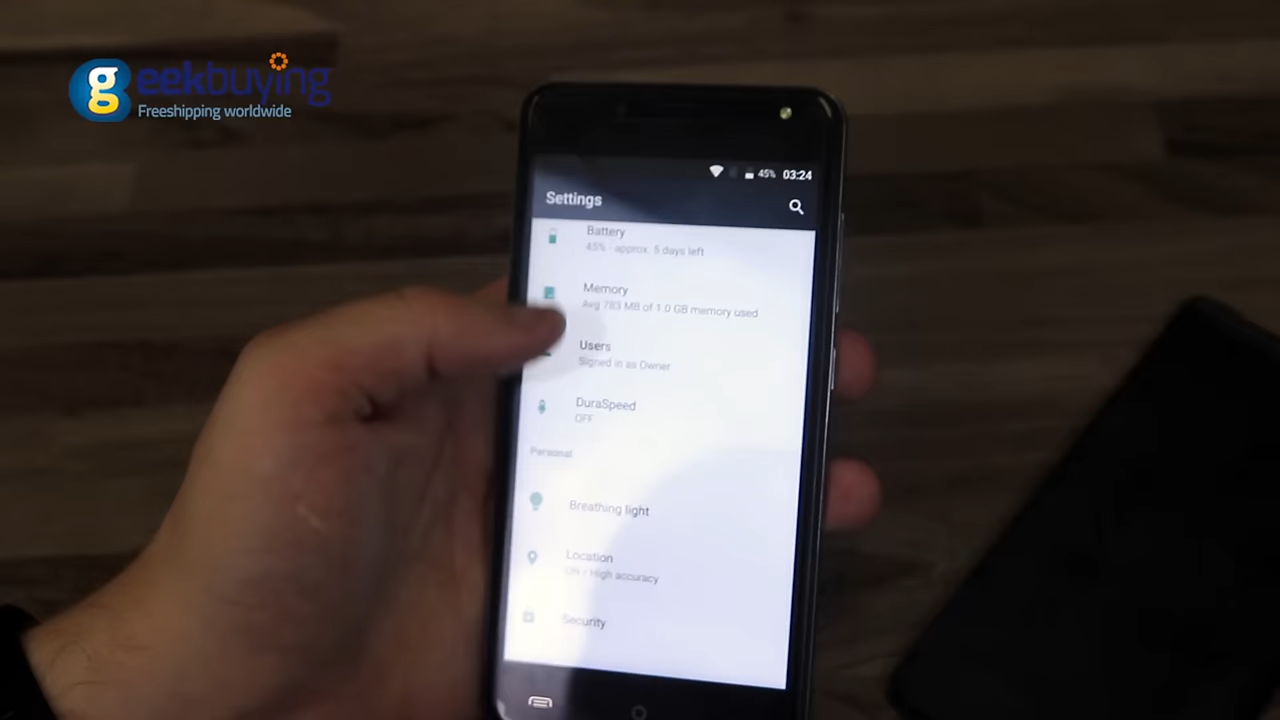 geekbuying
Freeshipping worldwide
45% 03:24
Settings
Battery
45% - approx. 5 days left
Memory
Avg 783 MB of 1.0 GB memory used
Users
Signed in as Owner
DuraSpeed
OFF
Personal
Breathing light
Location
ON / High accuracy
Security